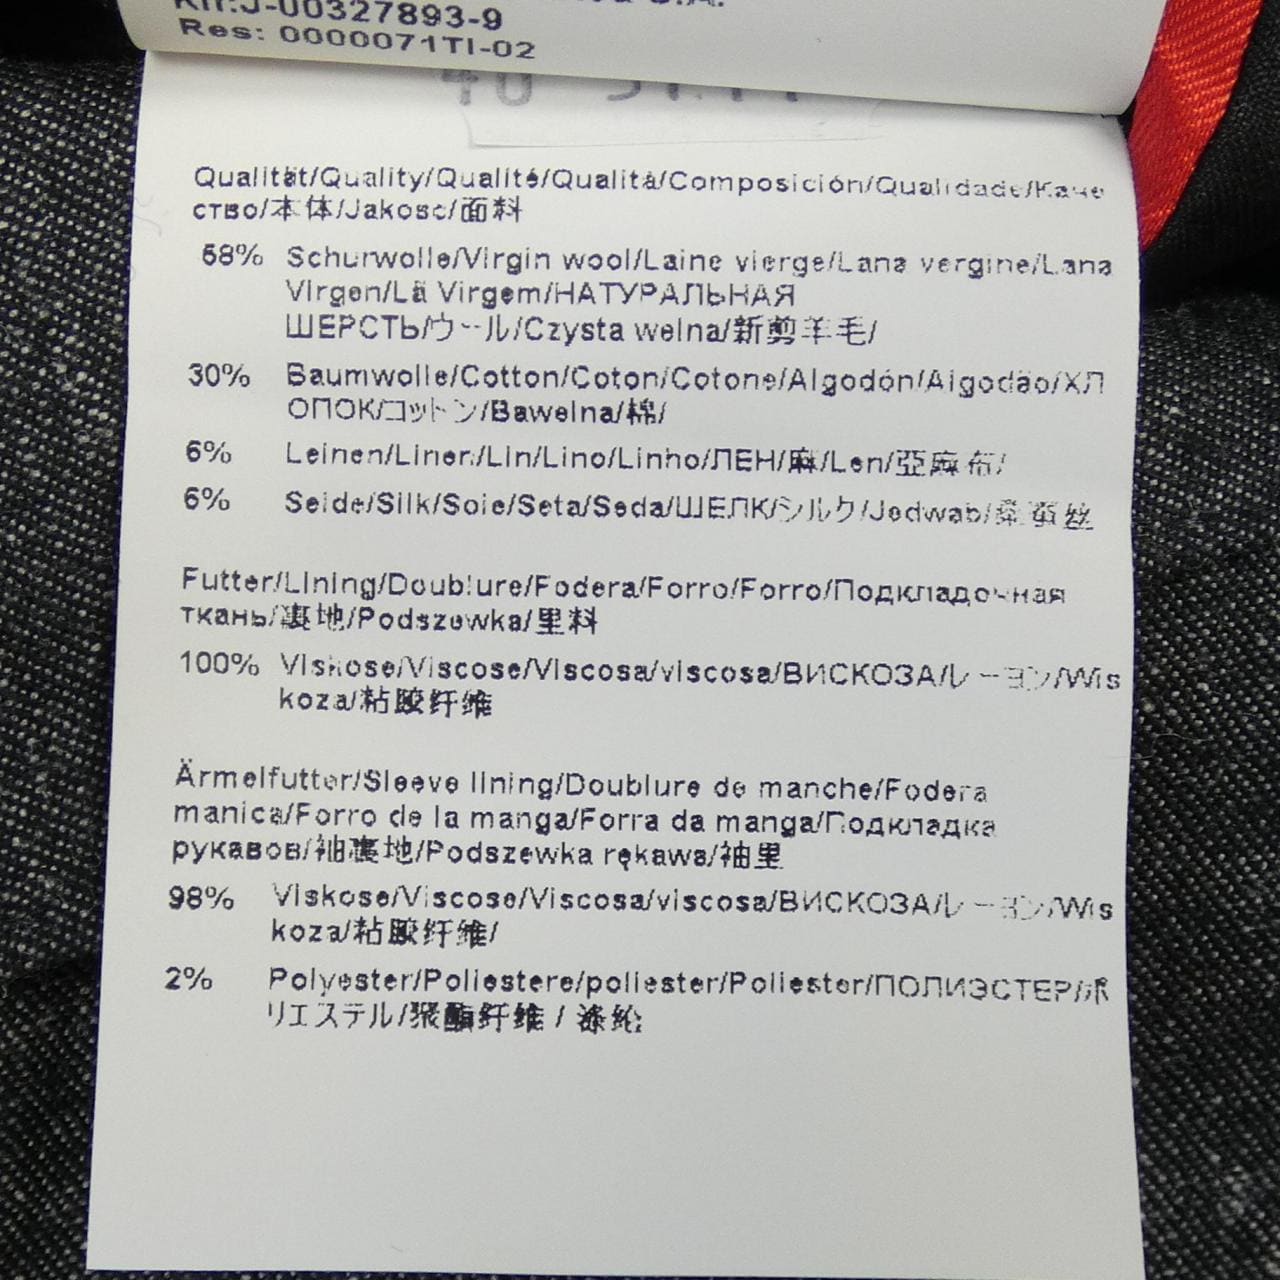 J-00327893-9
Res: 0000071TI-02
40
Qualität/Quality/Qualité/Qualità/Composición/Qualidade/Каче
ство/本体/Jakosc/面料
58% Schurwolle/Virgin wool/Laine vierge/Lana vergine/Lana
Virgen/Lã Virgem/НАТУРАЛЬНАЯ
ШЕРСТЬ/ウール/Czysta welna/新剪羊毛/
30% Baumwolle/Cotton/Coton/Cotone/Algodón/Algodão/ХЛ
ОПОК/コットン/Bawelna/棉/
6% Leinen/Linen/Lin/Lino/Linho/ЛЕН/麻/Len/亞麻布/
6% Seide/Silk/Soie/Seta/Seda/ШЕЛК/シルク/Jedwab/桑蚕丝
Futter/Lining/Doublure/Fodera/Forro/Forro/Подкладочная
ткань/裏地/Podszewka/里料
100% Viskose/Viscose/Viscosa/viscosa/ВИСКОЗА/レーヨン/Wis
koza/粘胶纤维
Ärmelfutter/Sleeve lining/Doublure de manche/Fodera
manica/Forro de la manga/Forra da manga/Подкладка
рукавов/袖裏地/Podszewka rękawa/袖里
98% Viskose/Viscose/Viscosa/viscosa/ВИСКОЗА/レーヨン/Wis
koza/粘胶纤维/
2% Polyester/Poliestere/poliester/Poliester/ПОЛИЭСТЕР/ポ
リエステル/聚酯纤维 / 涤纶